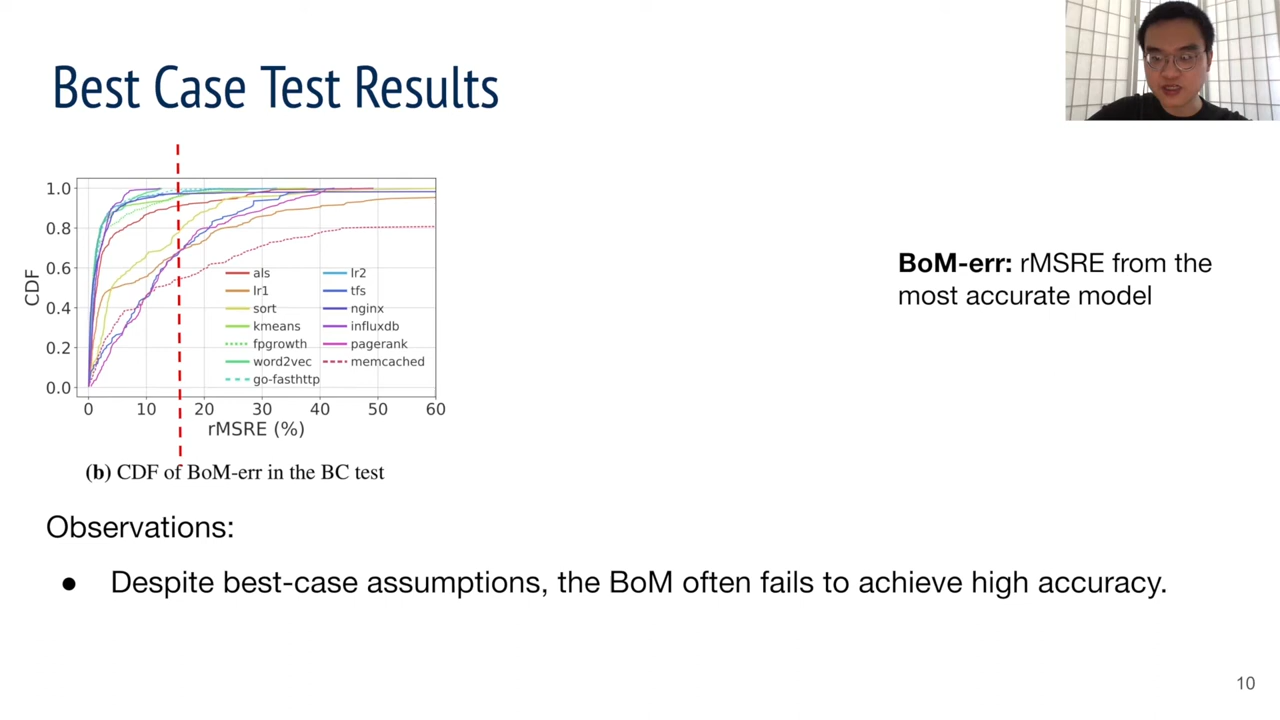 Best Case Test Results
1.0
0.8
0.6
0.4
0.2
0.0
CDF
als
lr1
sort
kmeans
fpgrowth
word2vec
go-fasthttp
lr2
tfs
nginx
influxdb
pagerank
memcached
0 10 20 30 40 50 60
rMSRE (%)
(b) CDF of BoM-err in the BC test
BoM-err: rMSRE from the
most accurate model
Observations:
● Despite best-case assumptions, the BoM often fails to achieve high accuracy.
10